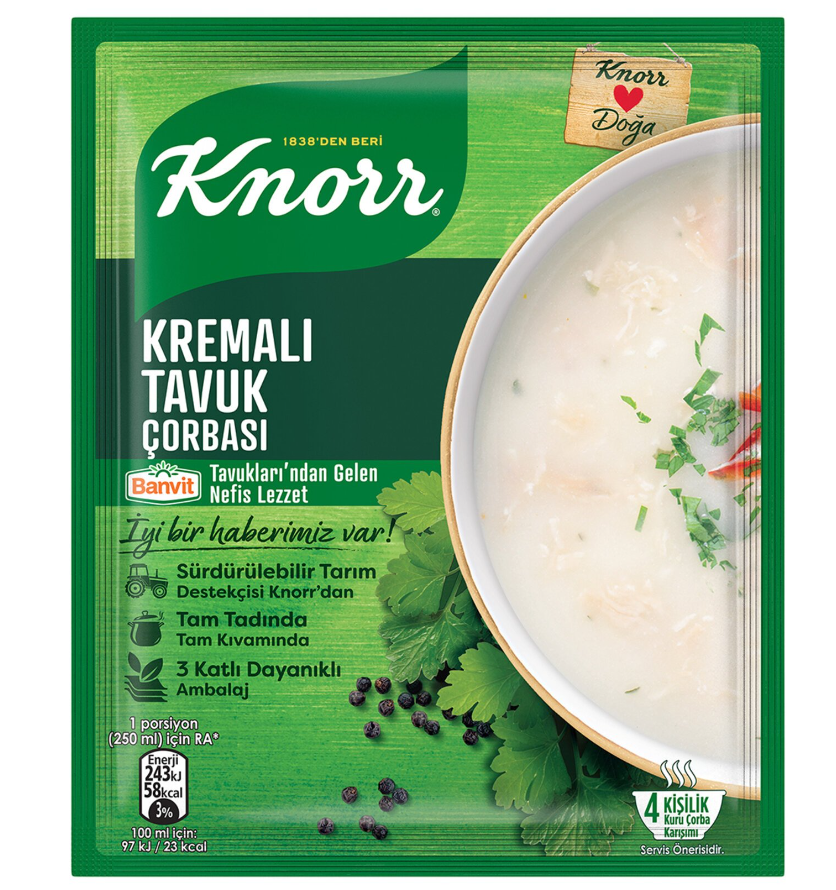 Knorr
Doğa
1838'DEN BERİ
Knorr®
KREMALI
TAVUK
ÇORBASI
Banvit
Tavukları'ndan Gelen
Nefis Lezzet
İyi bir haberimiz var!
Sürdürülebilir Tarım
Destekçisi Knorr'dan
Tam Tadında
Tam Kıvamında
3 Katlı Dayanıklı
Ambalaj
1 porsiyon
(250 ml) için RA*
Enerji
243kJ
58kcal
3%
100 ml için:
97 kJ / 23 kcal
4 KİŞİLİK
Kuru Çorba
Karışımı
Servis Önerisidir.